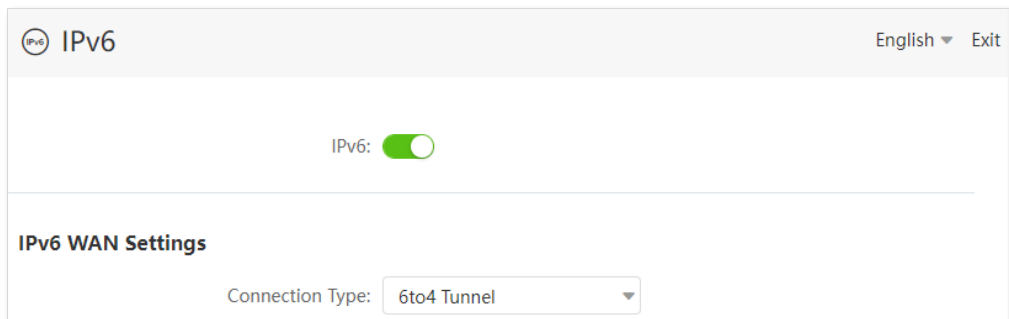 IPv6 IPv6 English Exit
IPv6:
IPv6 WAN Settings
Connection Type: 6to4 Tunnel